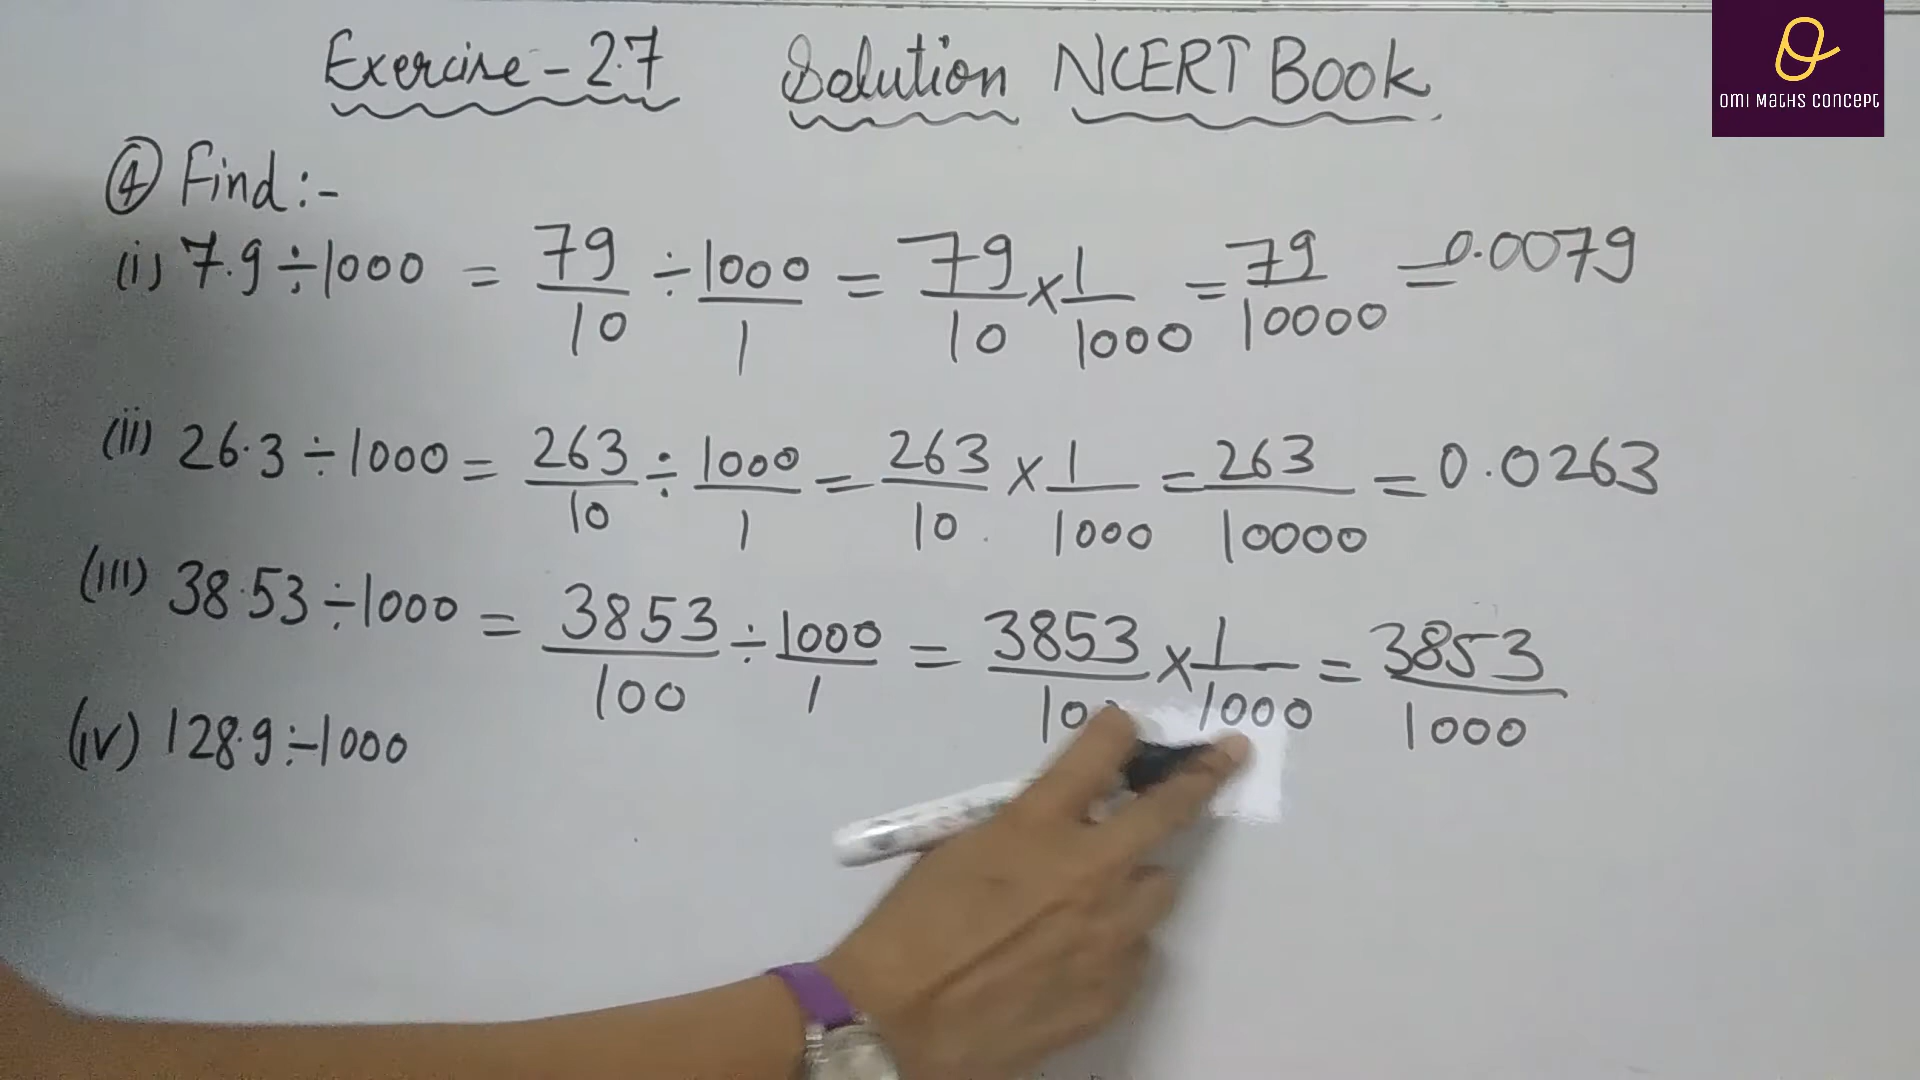 Exercise - 2.7 Solution NCERT Book
OMI MATHS CONCEPT
④ Find :-
(i) 7.9 ÷ 1000 = 79/10 ÷ 1000/1 = 79/10 × 1/1000 = 79/10000 = 0.0079
(ii) 26.3 ÷ 1000 = 263/10 ÷ 1000/1 = 263/10 × 1/1000 = 263/10000 = 0.0263
(iii) 38.53 ÷ 1000 = 3853/100 ÷ 1000/1 = 3853/100 × 1/1000 = 3853/1000
(iv) 128.9 ÷ 1000